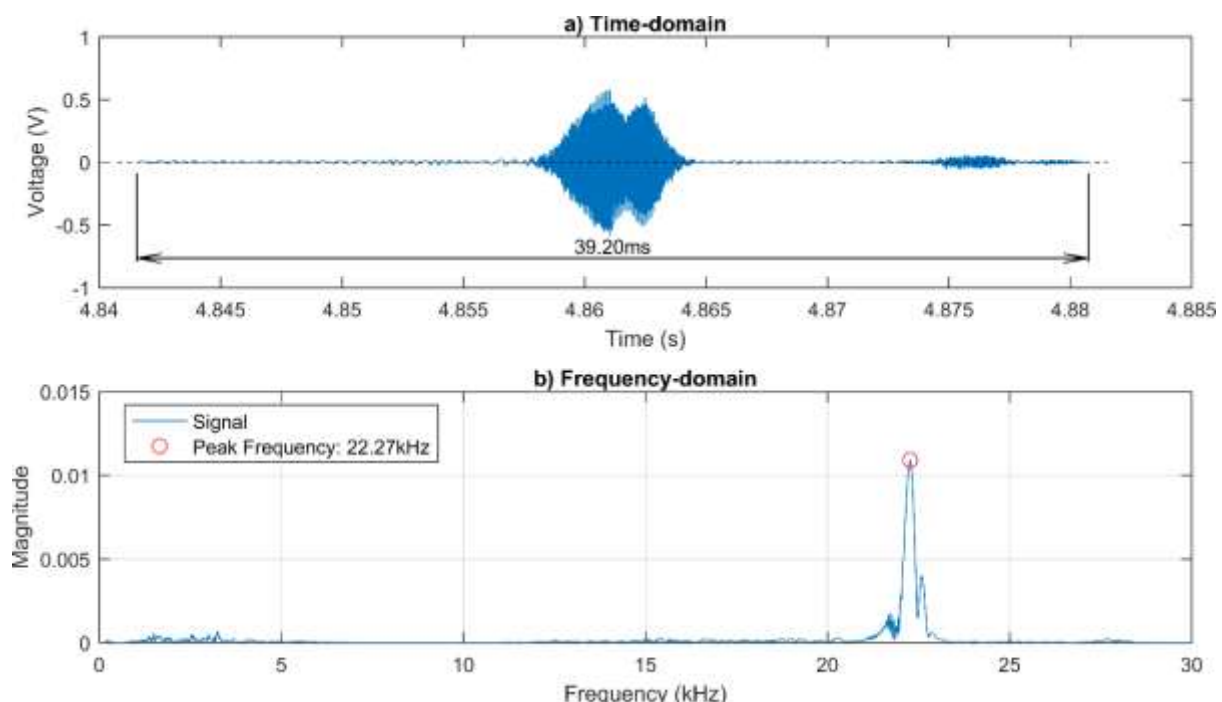 a) Time-domain
1
0.5
0
-0.5
-1
Voltage (V)
39.20ms
4.84 4.845 4.85 4.855 4.86 4.865 4.87 4.875 4.88 4.885
Time (s)
b) Frequency-domain
0.015
0.01
0.005
0
Magnitude
Signal
Peak Frequency: 22.27kHz
0 5 10 15 20 25 30
Frequency (kHz)